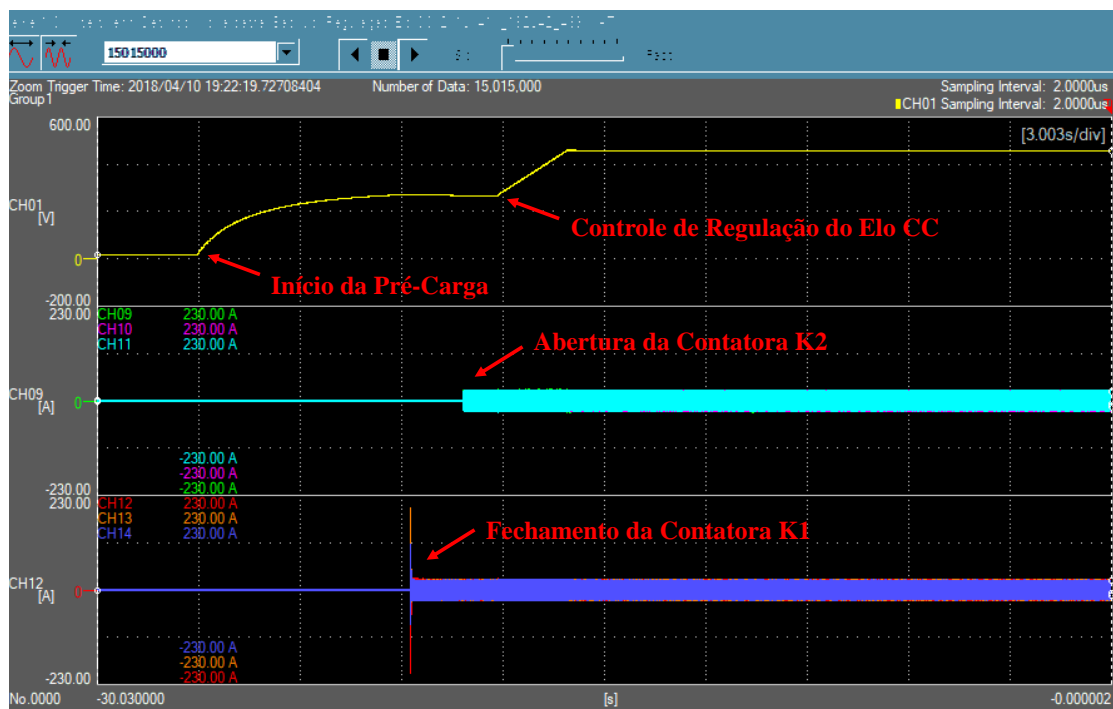 15015000
Zoom Trigger Time: 2018/04/10 19:22:19.72708404 Number of Data: 15,015,000 Sampling Interval: 2.0000us
Group1 CH01 Sampling Interval: 2.0000us
600.00 [3.003s/div]
CH01
[V]
Controle de Regulação do Elo CC
0
Início da Pré-Carga
-200.00
230.00 CH09 230.00 A
CH10 230.00 A
CH11 230.00 A
Abertura da Contatora K2
CH09
[A] 0
-230.00 A
-230.00 A
-230.00 -230.00 A
230.00 CH12 230.00 A
CH13 230.00 A
CH14 230.00 A
Fechamento da Contatora K1
CH12
[A] 0
-230.00 A
-230.00 A
-230.00 -230.00 A
No.0000 -30.030000 [s] -0.000002